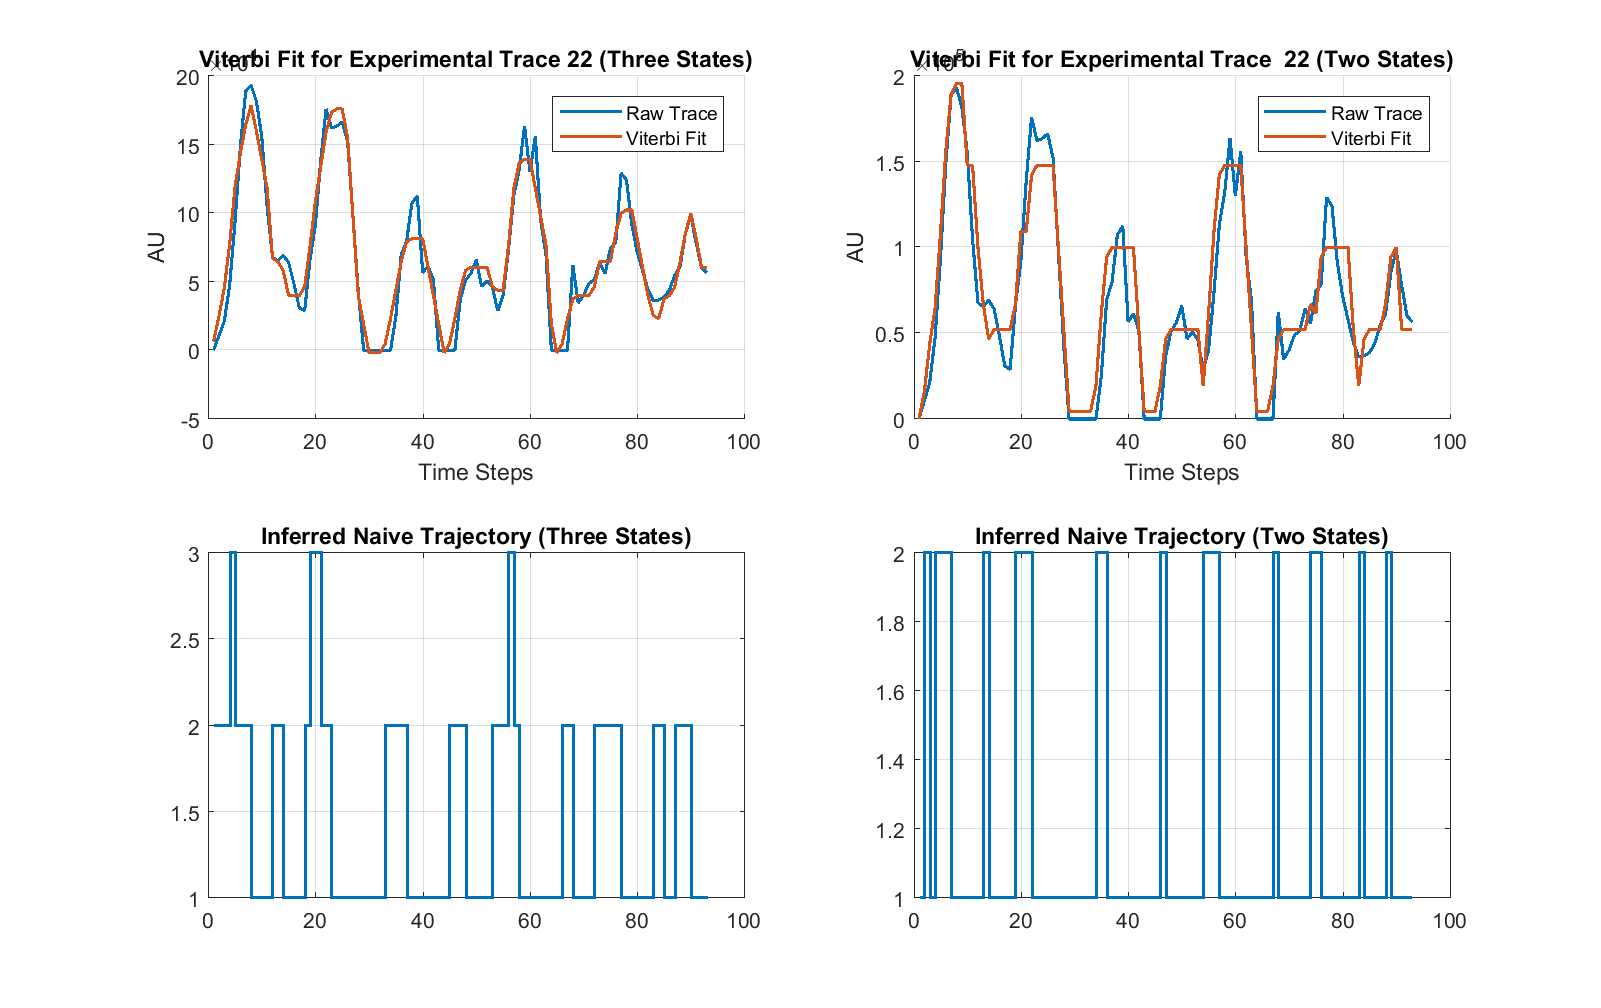 Viterbi Fit for Experimental Trace 22 (Three States)
20
15
10
5
0
-5
AU
0 20 40 60 80 100
Time Steps
Raw Trace
Viterbi Fit
Viterbi Fit for Experimental Trace 22 (Two States)
× 10^5
2
1.5
1
0.5
0
AU
0 20 40 60 80 100
Time Steps
Raw Trace
Viterbi Fit
Inferred Naive Trajectory (Three States)
3
2.5
2
1.5
1
0 20 40 60 80 100
Inferred Naive Trajectory (Two States)
2
1.8
1.6
1.4
1.2
1
0 20 40 60 80 100